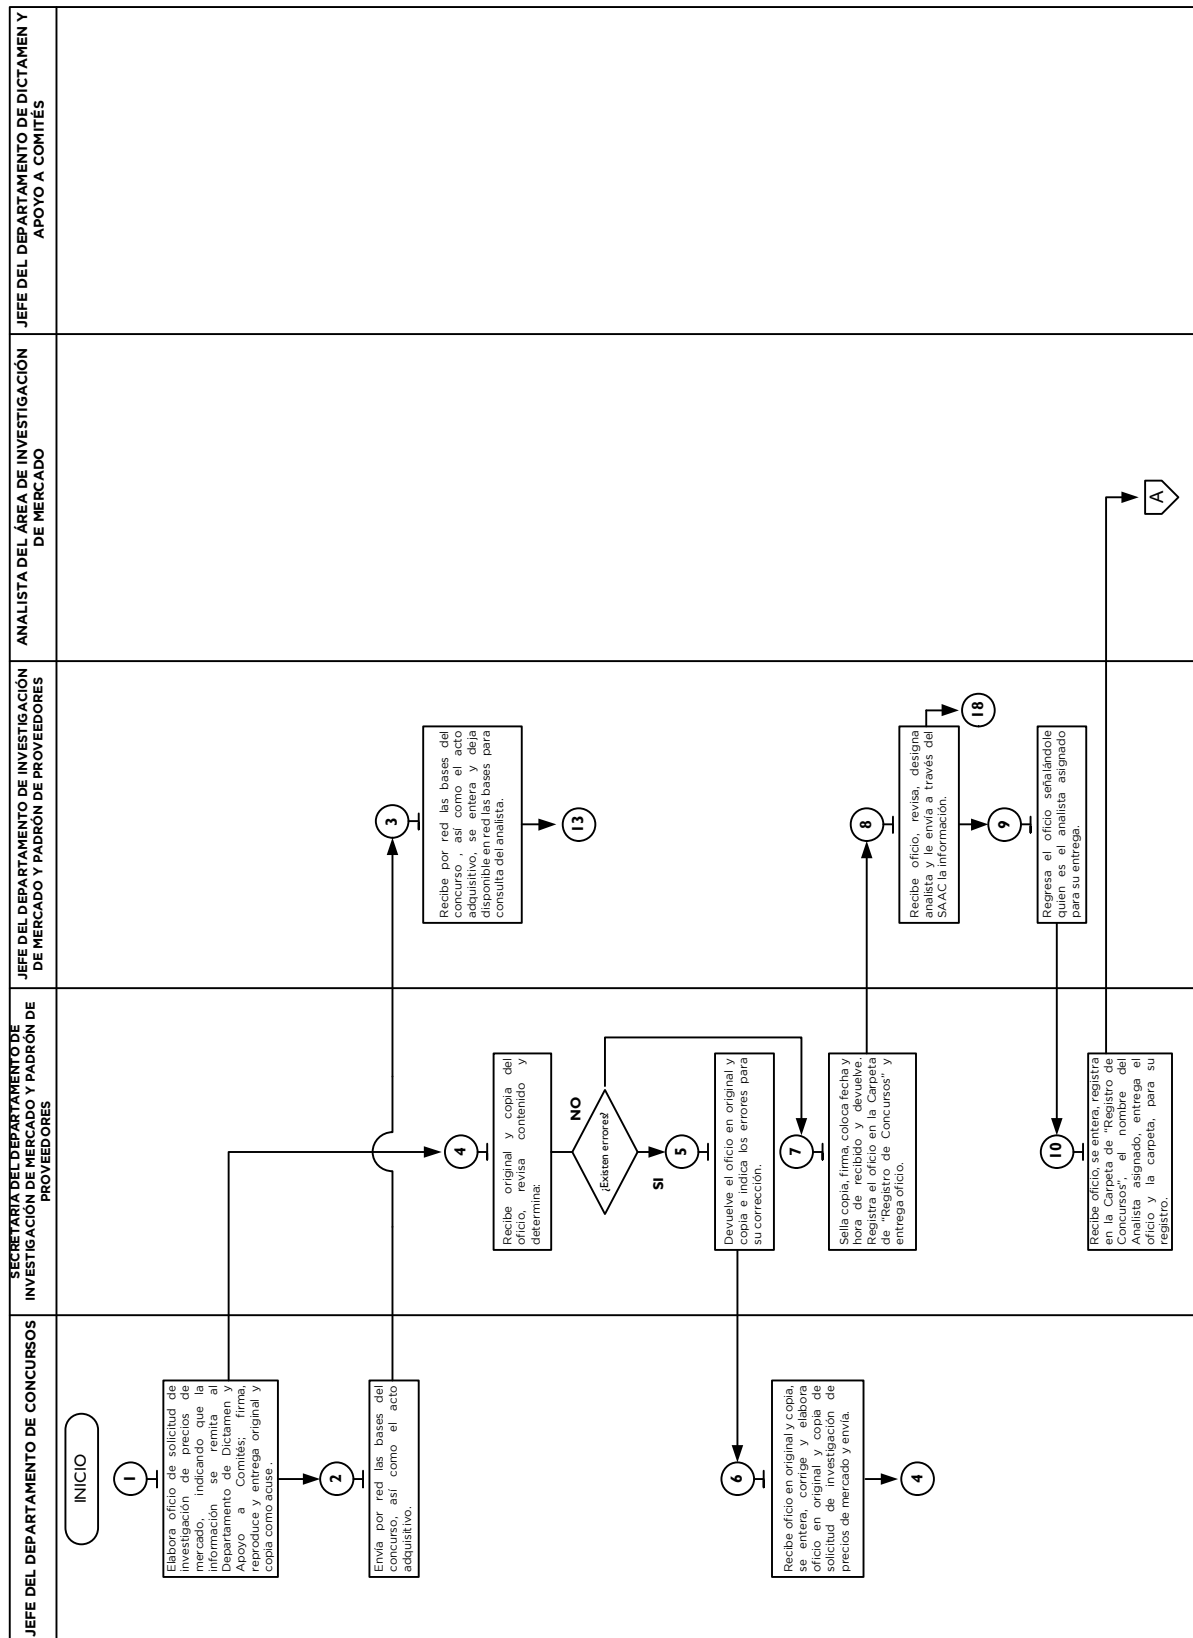 JEFE DEL DEPARTAMENTO DE CONCURSOS
SECRETARIA DEL DEPARTAMENTO DE
INVESTIGACIÓN DE MERCADO Y PADRÓN DE
PROVEEDORES
JEFE DEL DEPARTAMENTO DE INVESTIGACIÓN
DE MERCADO Y PADRÓN DE PROVEEDORES
ANALISTA DEL ÁREA DE INVESTIGACIÓN
DE MERCADO
JEFE DEL DEPARTAMENTO DE DICTAMEN Y
APOYO A COMITÉS
INICIO
1
Elabora oficio de solicitud de
investigación de precios de
mercado, indicando que la
información se remita al
Departamento de Dictamen y
Apoyo a Comités; firma,
reproduce y entrega original y
copia como acuse.
2
Envía por red las bases del
concurso, así como el acto
adquisitivo.
3
Recibe por red las bases del
concurso , así como el acto
adquisitivo, se entera y deja
disponible en red las bases para
consulta del analista.
13
4
Recibe original y copia del
oficio, revisa contenido y
determina:
¿Existen errores?
NO
SI
5
Devuelve el oficio en original y
copia e indica los errores para
su corrección.
6
Recibe oficio en original y copia,
se entera, corrige y elabora
oficio en original y copia de
solicitud de investigación de
precios de mercado y envía.
4
7
Sella copia, firma, coloca fecha y
hora de recibido y devuelve.
Registra el oficio en la Carpeta
de "Registro de Concursos" y
entrega oficio.
8
Recibe oficio, revisa, designa
analista y le envía a través del
SAAC la información.
18
9
Regresa el oficio señalándole
quien es el analista asignado
para su entrega.
10
Recibe oficio, se entera, registra
en la Carpeta de "Registro de
Concursos", el nombre del
Analista asignado, entrega el
oficio y la carpeta, para su
registro.
A